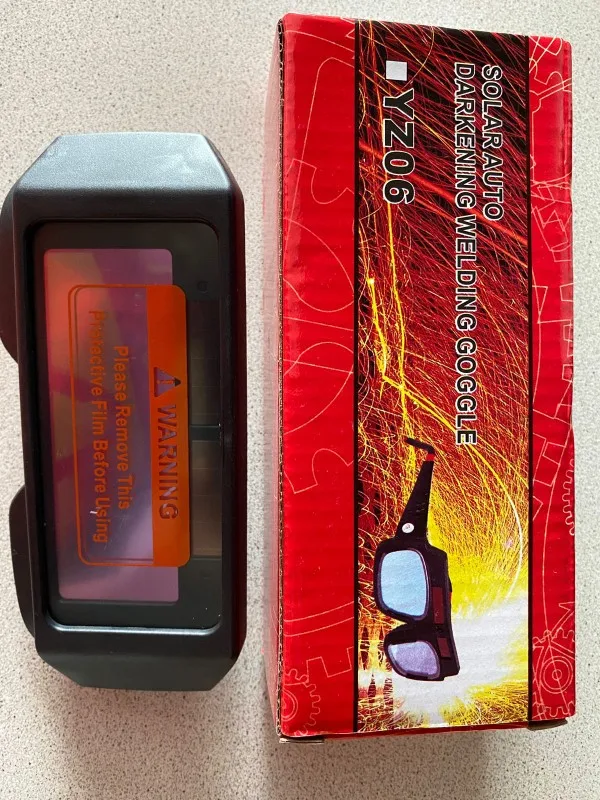 SOLAR AUTO
DARKENING WELDING GOGGLE
YZ06
WARNING
Please Remove This
Protective Film Before Using